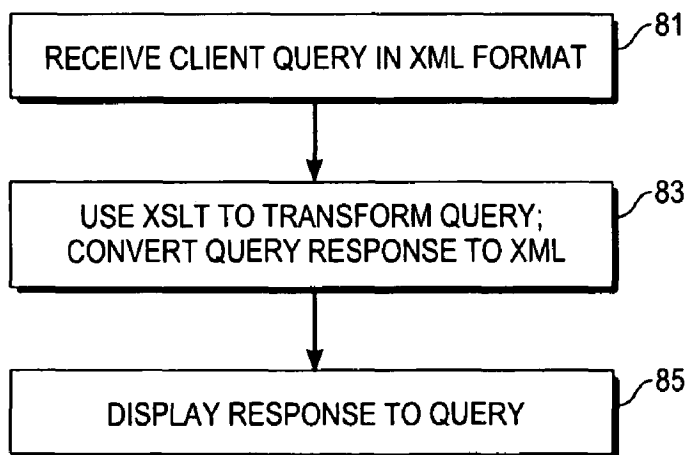 RECEIVE CLIENT QUERY IN XML FORMAT
81
USE XSLT TO TRANSFORM QUERY;
CONVERT QUERY RESPONSE TO XML
83
DISPLAY RESPONSE TO QUERY
85